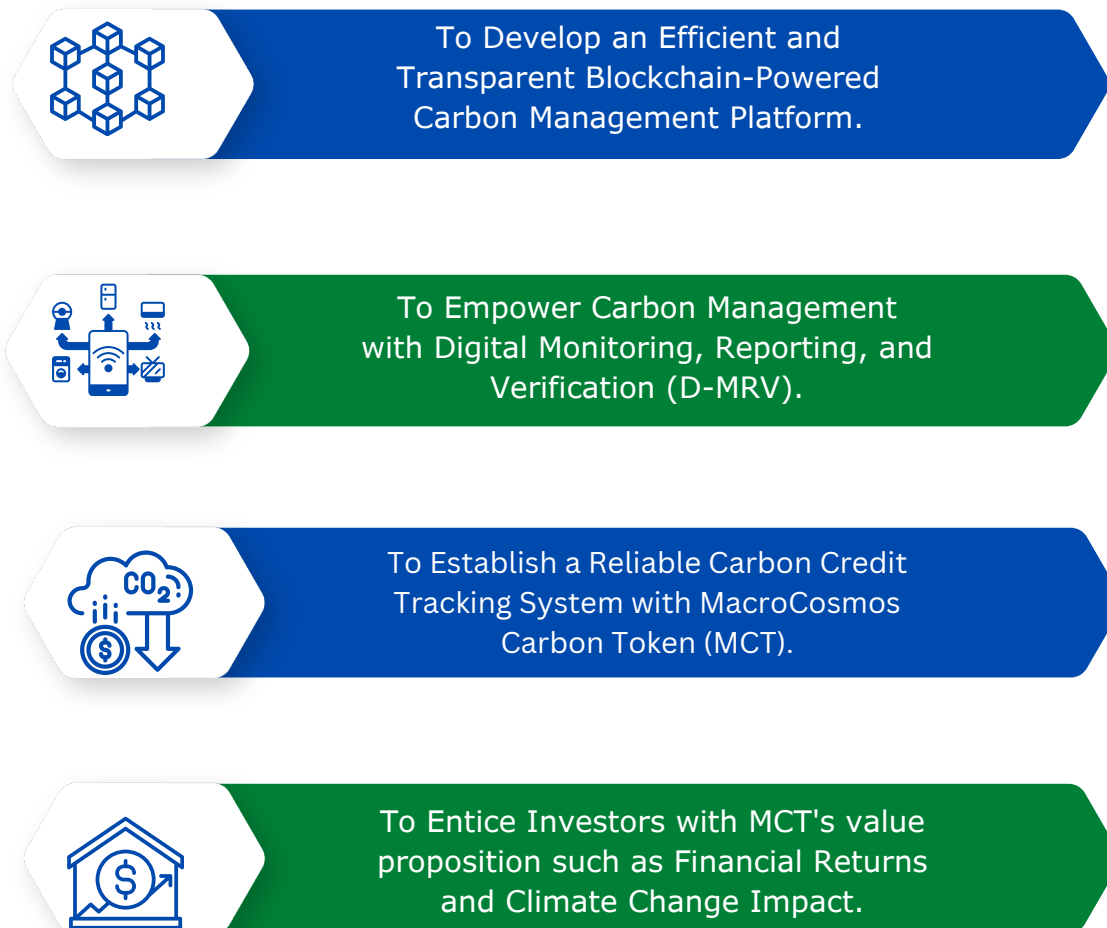 To Develop an Efficient and
Transparent Blockchain-Powered
Carbon Management Platform.
To Empower Carbon Management
with Digital Monitoring, Reporting, and
Verification (D-MRV).
CO2
$
To Establish a Reliable Carbon Credit
Tracking System with MacroCosmos
Carbon Token (MCT).
$
To Entice Investors with MCT's value
proposition such as Financial Returns
and Climate Change Impact.